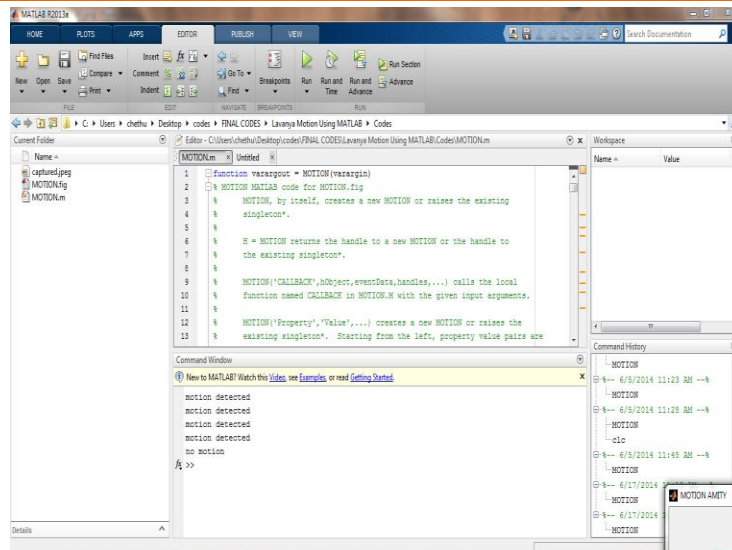 MATLAB R2013a
HOME PLOTS APPS EDITOR PUBLISH VIEW Search Documentation
New Open Save Find Files Compare Print Insert Comment Indent fx Go To Find Breakpoints Run Run and Time Run and Advance Run Section Advance
FILE EDIT NAVIGATE BREAKPOINTS RUN
C: Users chethu Desktop codes FINAL CODES Lavanya Motion Using MATLAB Codes
Current Folder
Name
captured.jpeg
MOTION.fig
MOTION.m
Details
Editor - C:\Users\chethu\Desktop\codes\FINAL CODES\Lavanya Motion Using MATLAB\Codes\MOTION.m
MOTION.m x Untitled x
1 function varargout = MOTION(varargin)
2 % MOTION MATLAB code for MOTION.fig
3 % MOTION, by itself, creates a new MOTION or raises the existing
4 % singleton*.
5 %
6 % H = MOTION returns the handle to a new MOTION or the handle to
7 % the existing singleton*.
8 %
9 % MOTION('CALLBACK',hObject,eventData,handles,...) calls the local
10 % function named CALLBACK in MOTION.M with the given input arguments.
11 %
12 % MOTION('Property','Value',...) creates a new MOTION or raises the
13 % existing singleton*. Starting from the left, property value pairs are
Command Window
New to MATLAB? Watch this Video, see Examples, or read Getting Started. x
motion detected
motion detected
motion detected
motion detected
no motion
fx >>
Workspace
Name Value
Command History
MOTION
%-- 6/5/2014 11:23 AM --%
MOTION
%-- 6/5/2014 11:28 AM --%
MOTION
clc
%-- 6/5/2014 11:45 AM --%
MOTION
%-- 6/17/2014
MOTION
%-- 6/17/2014
MOTION
MOTION AMITY